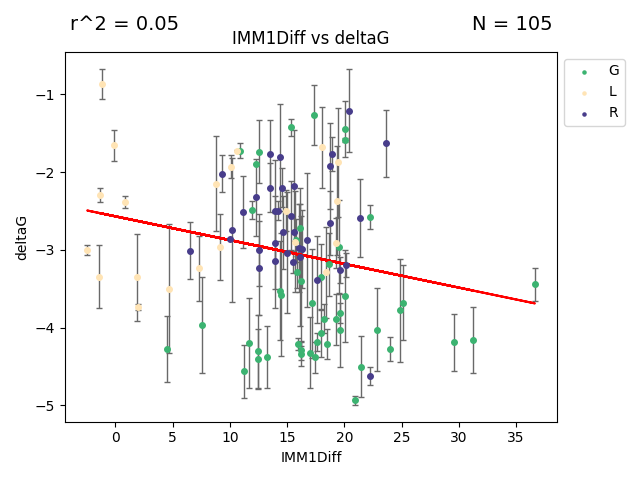 r^2 = 0.05
N = 105
IMM1Diff vs deltaG
G
L
R
deltaG
−1
−2
−3
−4
−5
0 5 10 15 20 25 30 35
IMM1Diff